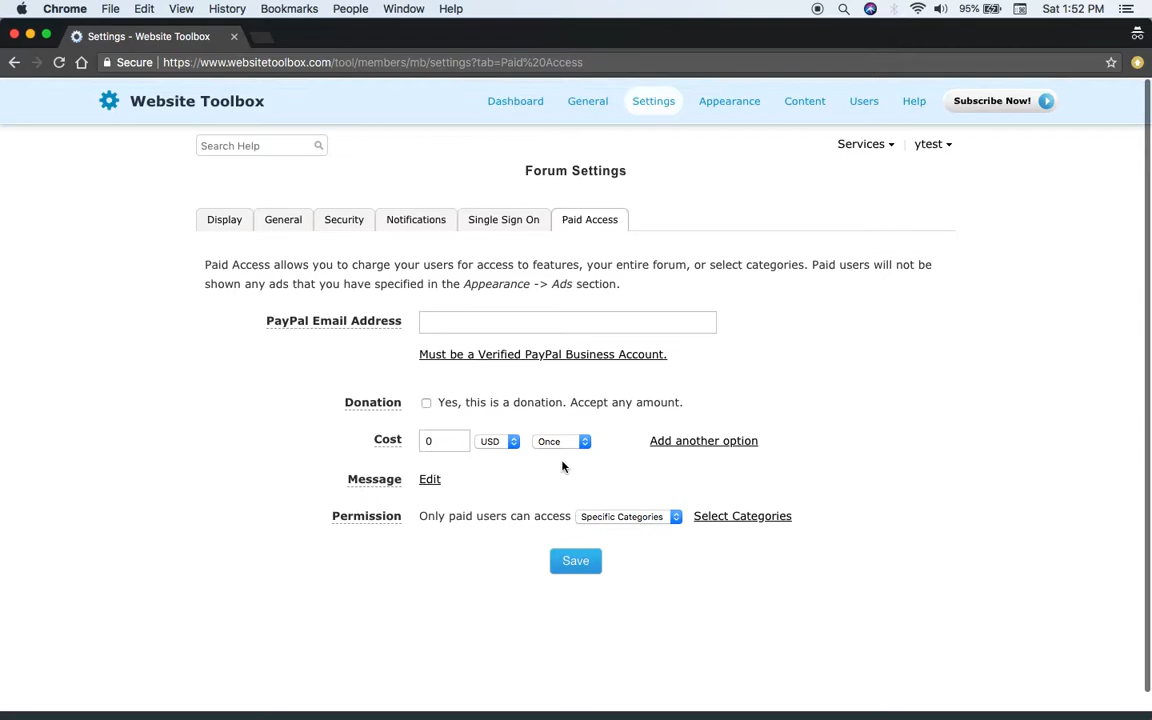 Chrome File Edit View History Bookmarks People Window Help 95% Sat 1:52 PM
Settings - Website Toolbox
Secure https://www.websitetoolbox.com/tool/members/mb/settings?tab=Paid%20Access
Website Toolbox Dashboard General Settings Appearance Content Users Help Subscribe Now!
Search Help Services ytest
Forum Settings
Display General Security Notifications Single Sign On Paid Access
Paid Access allows you to charge your users for access to features, your entire forum, or select categories. Paid users will not be
shown any ads that you have specified in the Appearance -> Ads section.
PayPal Email Address
Must be a Verified PayPal Business Account.
Donation Yes, this is a donation. Accept any amount.
Cost 0 USD Once Add another option
Message Edit
Permission Only paid users can access Specific Categories Select Categories
Save